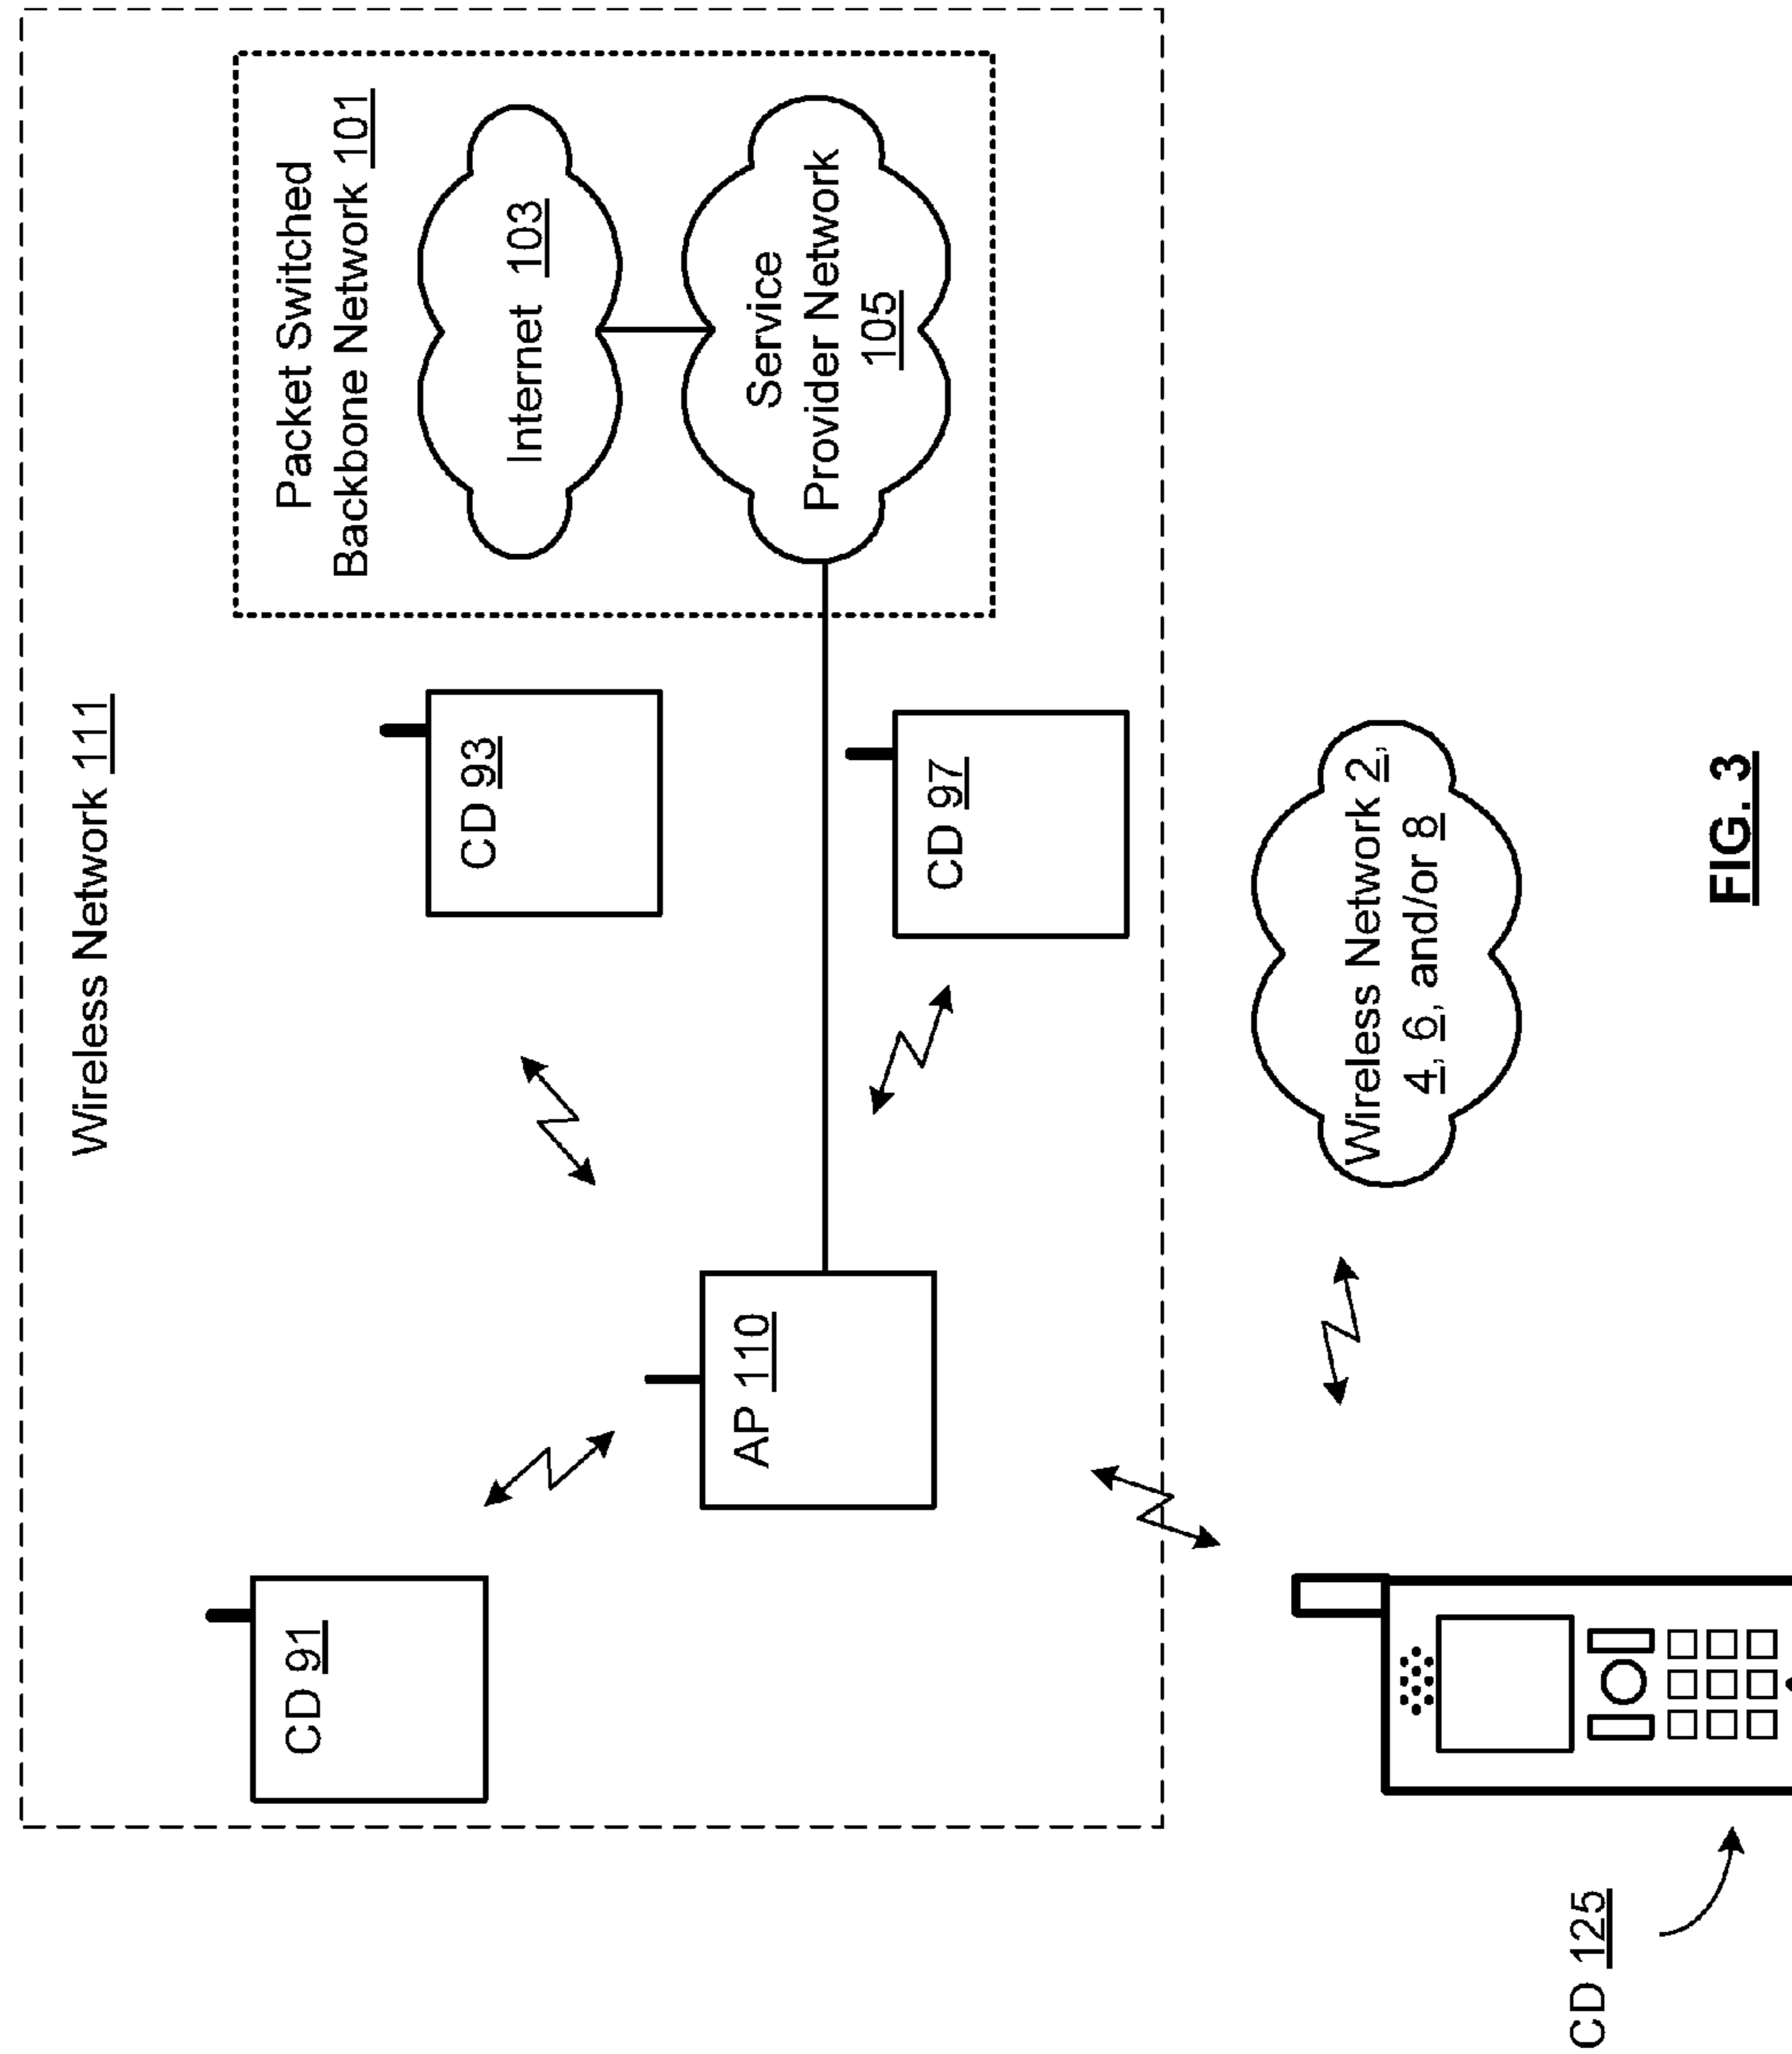 Wireless Network 111
Packet Switched
Backbone Network 101
Internet 103
Service
Provider Network
105
CD 91
CD 93
AP 110
CD 97
Wireless Network 2,
4, 6, and/or 8
CD 125
FIG. 3